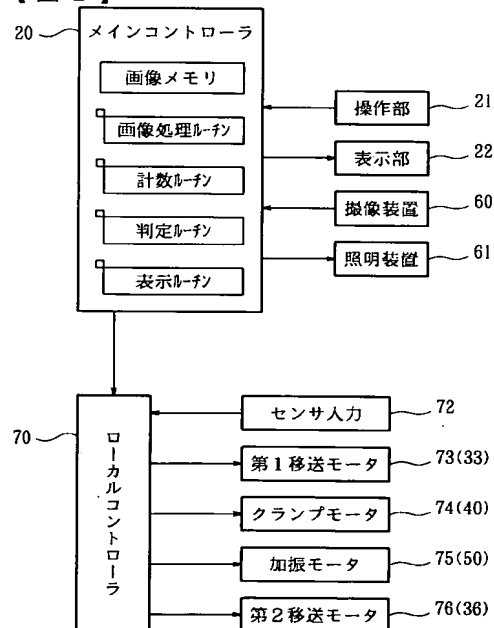 20
メインコントローラ
画像メモリ
画像処理ルーチン
計数ルーチン
判定ルーチン
表示ルーチン
操作部 21
表示部 22
撮像装置 60
照明装置 61
70
ローカルコントローラ
センサ入力 72
第1移送モータ 73(33)
クランプモータ 74(40)
加振モータ 75(50)
第2移送モータ 76(36)